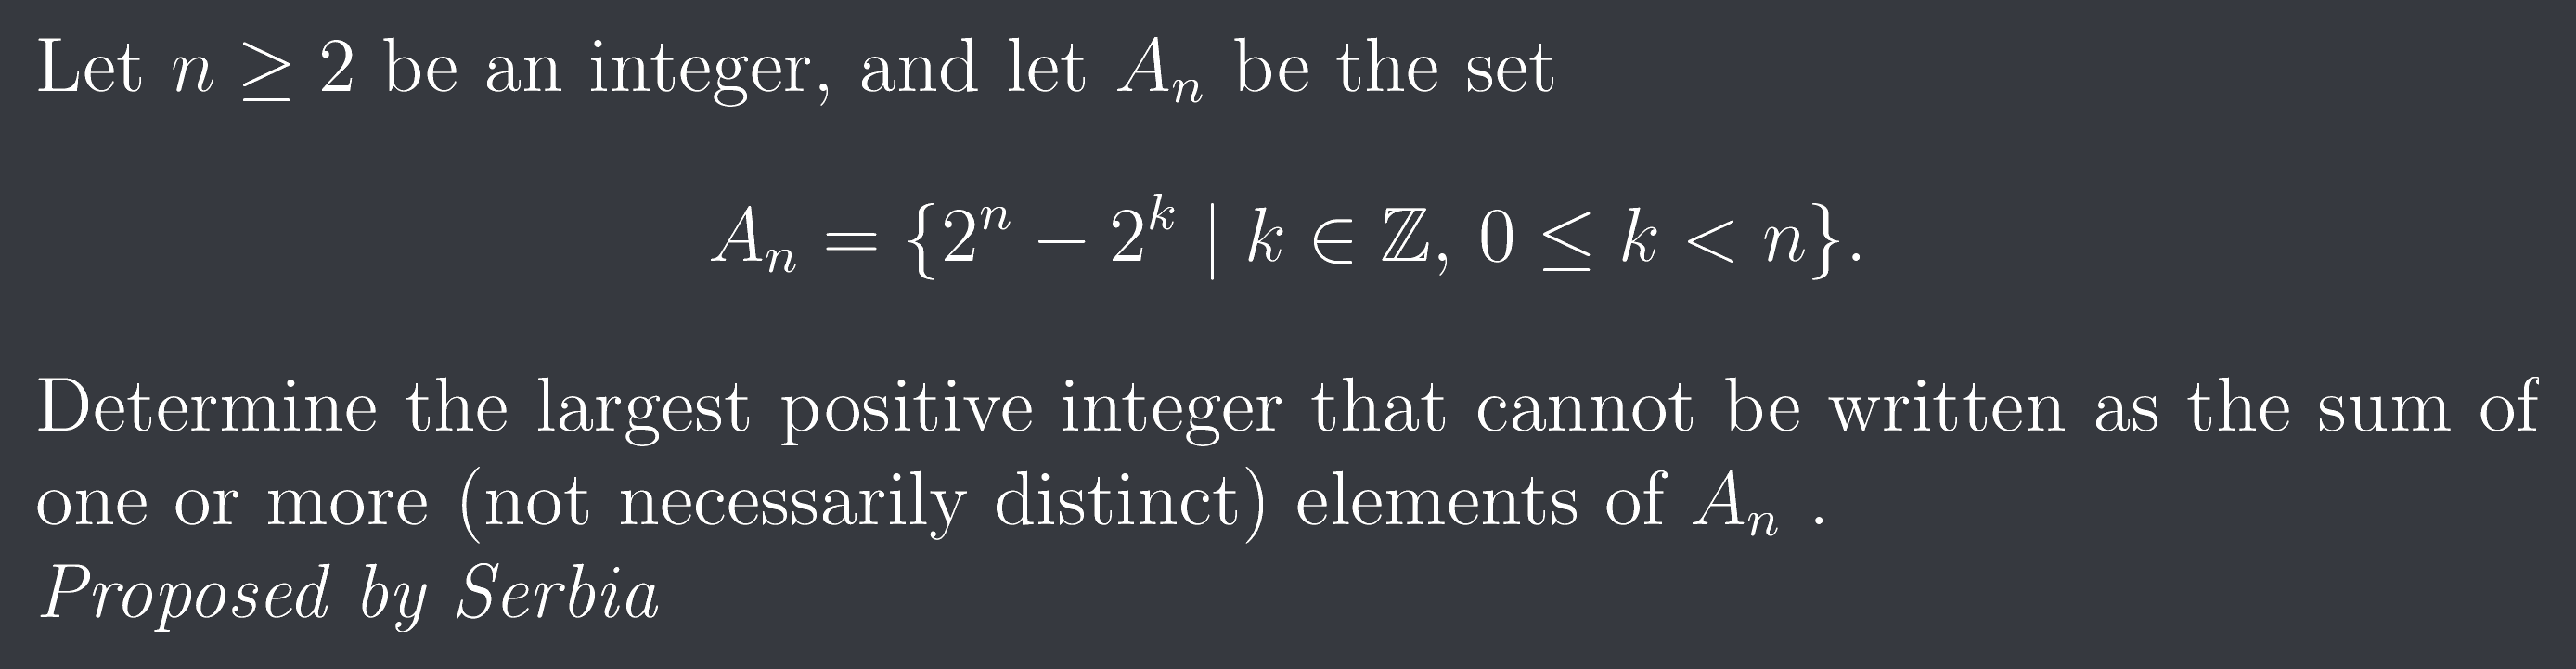 Let $n \geq 2$ be an integer, and let $A_n$ be the set
$$A_n = \{2^n - 2^k \mid k \in \mathbb{Z},\, 0 \leq k < n\}.$$
Determine the largest positive integer that cannot be written as the sum of
one or more (not necessarily distinct) elements of $A_n$ .
Proposed by Serbia